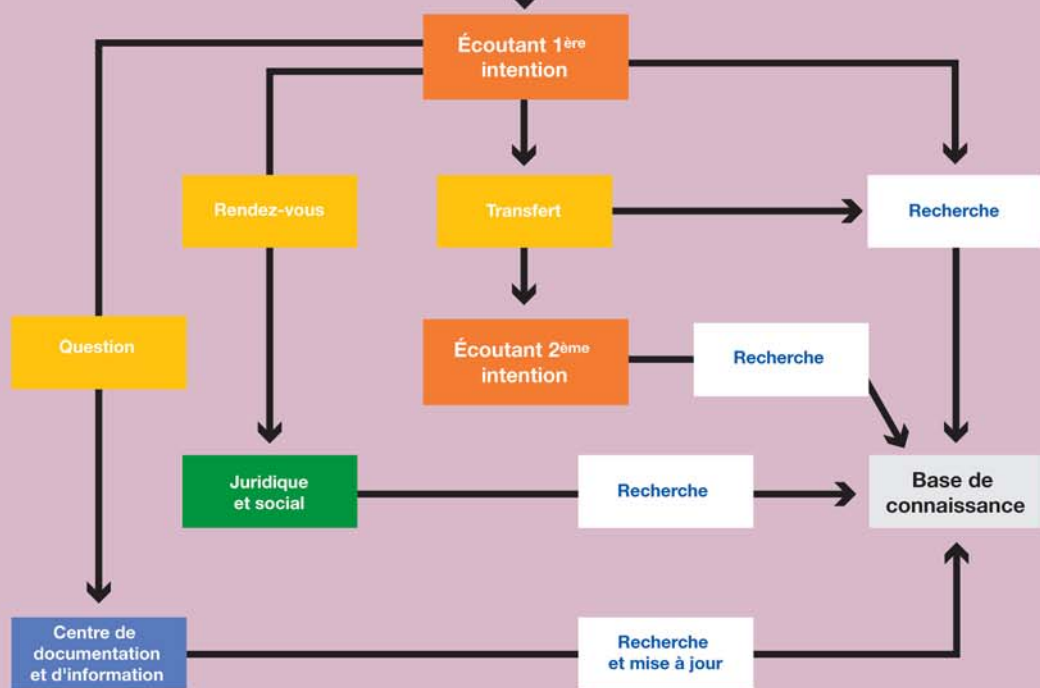 Écoutant 1ère
intention
Rendez-vous
Transfert
Recherche
Question
Écoutant 2ème
intention
Recherche
Juridique
et social
Recherche
Base de
connaissance
Centre de
documentation
et d'information
Recherche
et mise à jour